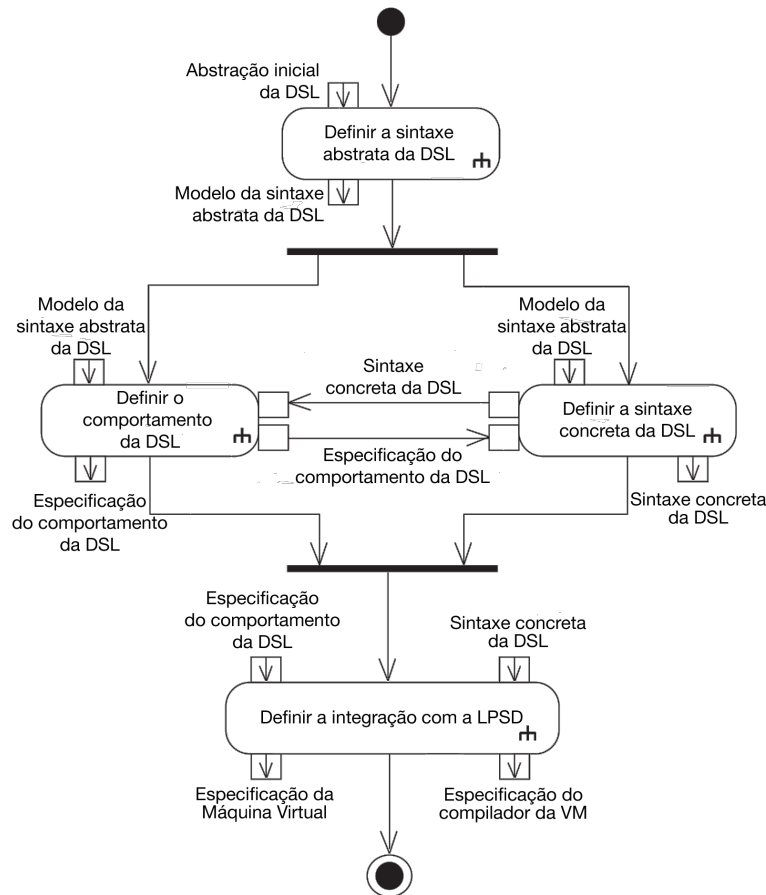 Abstração inicial
da DSL
Definir a sintaxe
abstrata da DSL
Modelo da sintaxe
abstrata da DSL
Modelo da
sintaxe abstrata
da DSL
Modelo da
sintaxe abstrata
da DSL
Sintaxe
concreta da DSL
Definir o
comportamento
da DSL
Definir a sintaxe
concreta da DSL
Especificação do
comportamento da DSL
Especificação
do comportamento
da DSL
Sintaxe concreta
da DSL
Especificação
do comportamento
da DSL
Sintaxe concreta
da DSL
Definir a integração com a LPSD
Especificação da
Máquina Virtual
Especificação do
compilador da VM